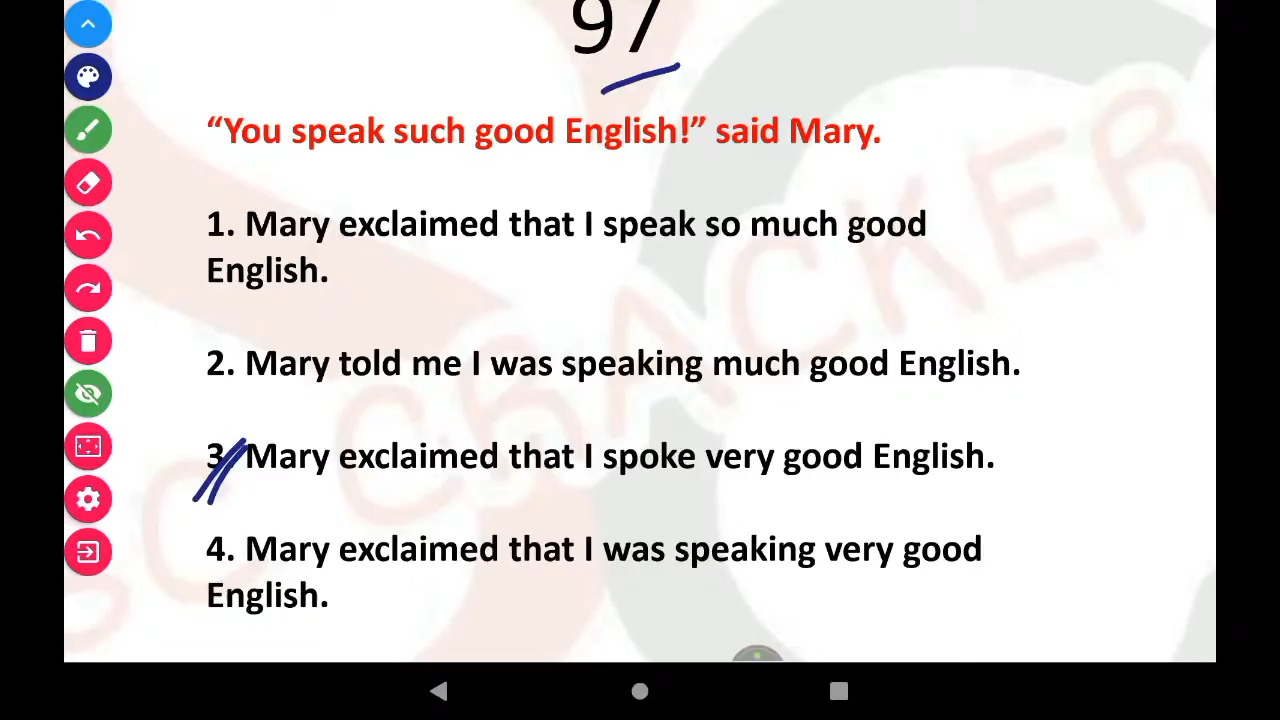 97
“You speak such good English!” said Mary.
1. Mary exclaimed that I speak so much good
English.
2. Mary told me I was speaking much good English.
3. Mary exclaimed that I spoke very good English.
4. Mary exclaimed that I was speaking very good
English.